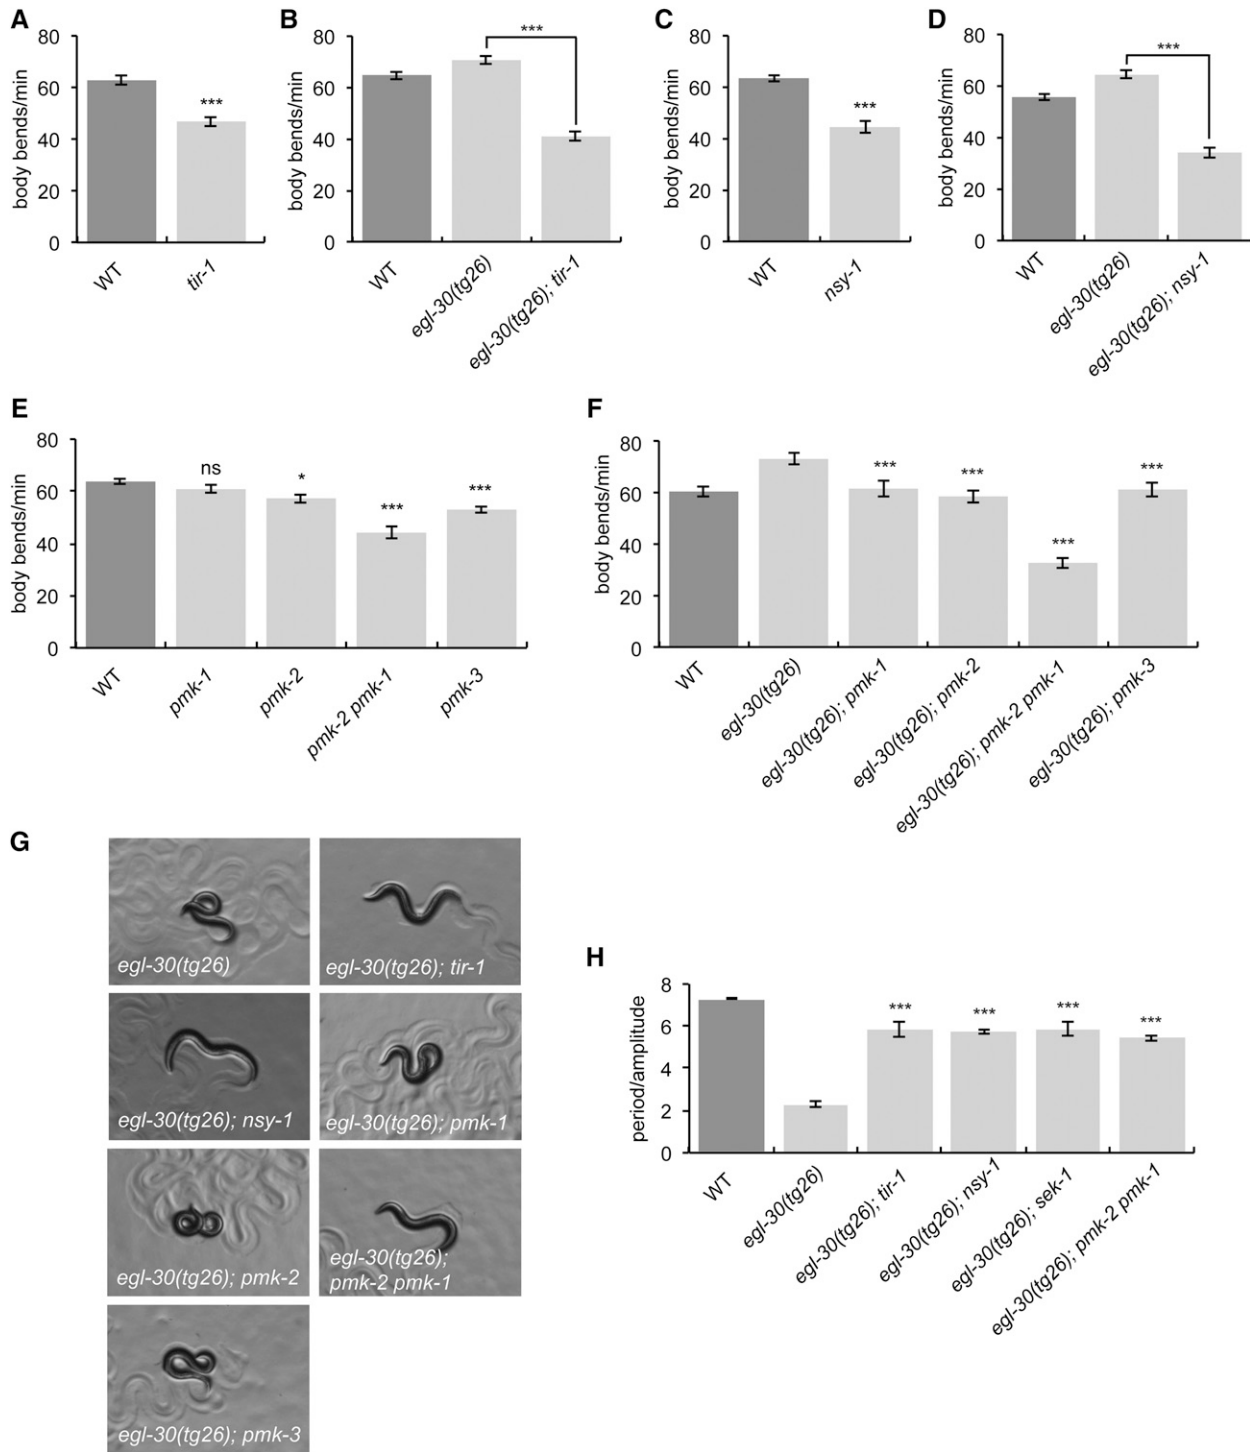 A
80
60
40
20
0
body bends/min
***
WT
tir-1
B
80
60
40
20
0
body bends/min
***
WT
egl-30(tg26)
egl-30(tg26); tir-1
C
80
60
40
20
0
body bends/min
***
WT
nsy-1
D
80
60
40
20
0
body bends/min
***
WT
egl-30(tg26)
egl-30(tg26); nsy-1
E
80
60
40
20
0
body bends/min
ns
*
***
***
WT
pmk-1
pmk-2
pmk-2 pmk-1
pmk-3
F
80
60
40
20
0
body bends/min
***
***
***
***
WT
egl-30(tg26)
egl-30(tg26); pmk-1
egl-30(tg26); pmk-2
egl-30(tg26); pmk-2 pmk-1
egl-30(tg26); pmk-3
G
egl-30(tg26)
egl-30(tg26); tir-1
egl-30(tg26); nsy-1
egl-30(tg26); pmk-1
egl-30(tg26); pmk-2
egl-30(tg26);
pmk-2 pmk-1
egl-30(tg26); pmk-3
H
8
6
4
2
0
period/amplitude
***
***
***
***
WT
egl-30(tg26)
egl-30(tg26); tir-1
egl-30(tg26); nsy-1
egl-30(tg26); sek-1
egl-30(tg26); pmk-2 pmk-1